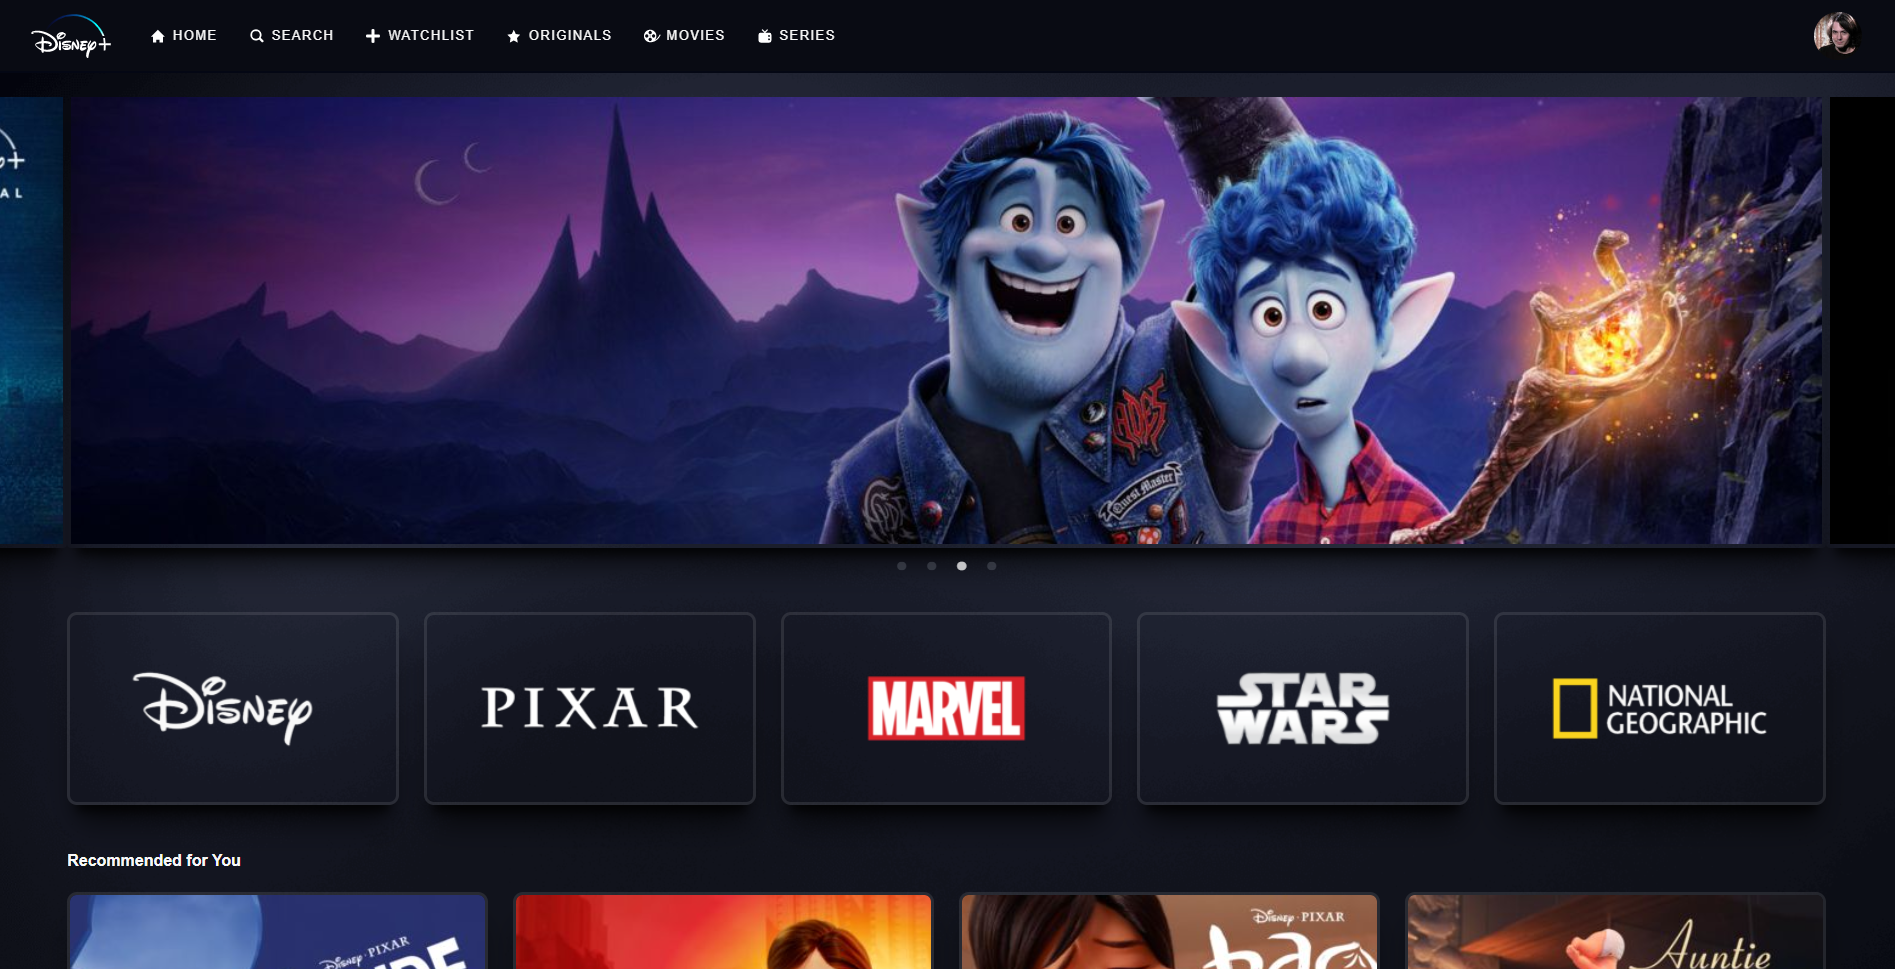 Disney+
HOME
SEARCH
WATCHLIST
ORIGINALS
MOVIES
SERIES
Quest Master
Disney
PIXAR
MARVEL
STAR
WARS
NATIONAL
GEOGRAPHIC
Recommended for You
Disney · PIXAR
Disney · PIXAR
bao
Auntie